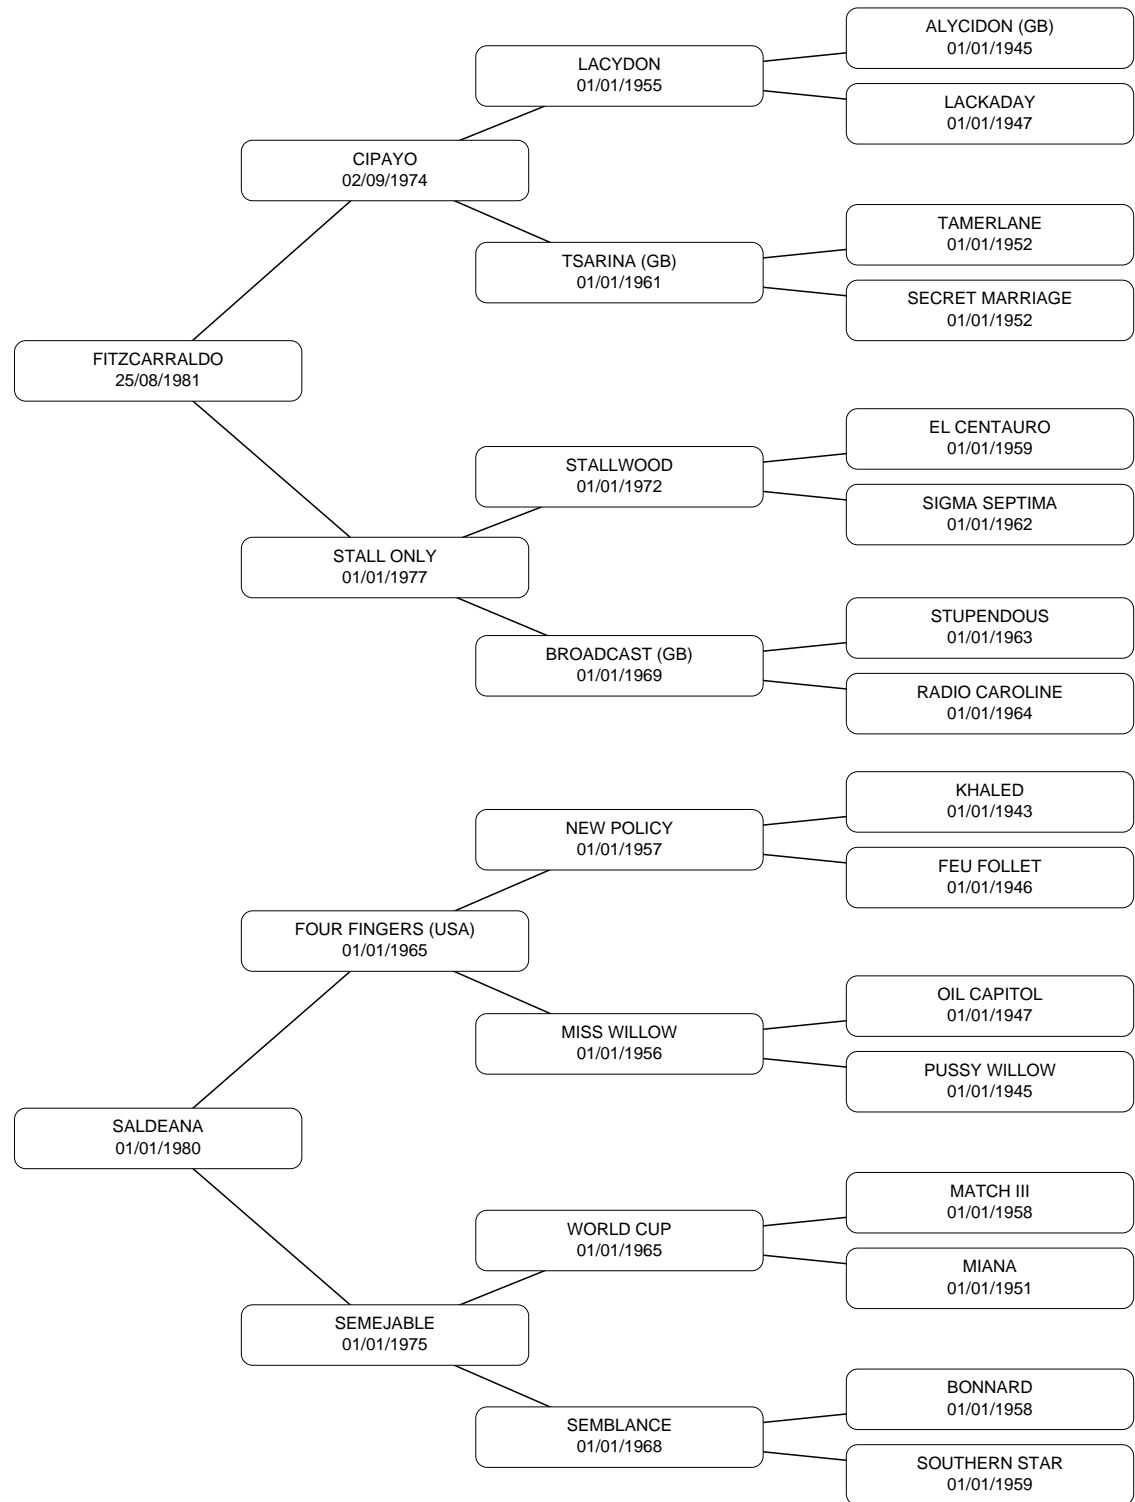 ALYCIDON (GB)
01/01/1945
LACYDON
01/01/1955
LACKADAY
01/01/1947
CIPAYO
02/09/1974
TAMERLANE
01/01/1952
TSARINA (GB)
01/01/1961
SECRET MARRIAGE
01/01/1952
FITZCARRALDO
25/08/1981
EL CENTAURO
01/01/1959
STALLWOOD
01/01/1972
SIGMA SEPTIMA
01/01/1962
STALL ONLY
01/01/1977
STUPENDOUS
01/01/1963
BROADCAST (GB)
01/01/1969
RADIO CAROLINE
01/01/1964
KHALED
01/01/1943
NEW POLICY
01/01/1957
FEU FOLLET
01/01/1946
FOUR FINGERS (USA)
01/01/1965
OIL CAPITOL
01/01/1947
MISS WILLOW
01/01/1956
PUSSY WILLOW
01/01/1945
SALDEANA
01/01/1980
MATCH III
01/01/1958
WORLD CUP
01/01/1965
MIANA
01/01/1951
SEMEJABLE
01/01/1975
BONNARD
01/01/1958
SEMBLANCE
01/01/1968
SOUTHERN STAR
01/01/1959